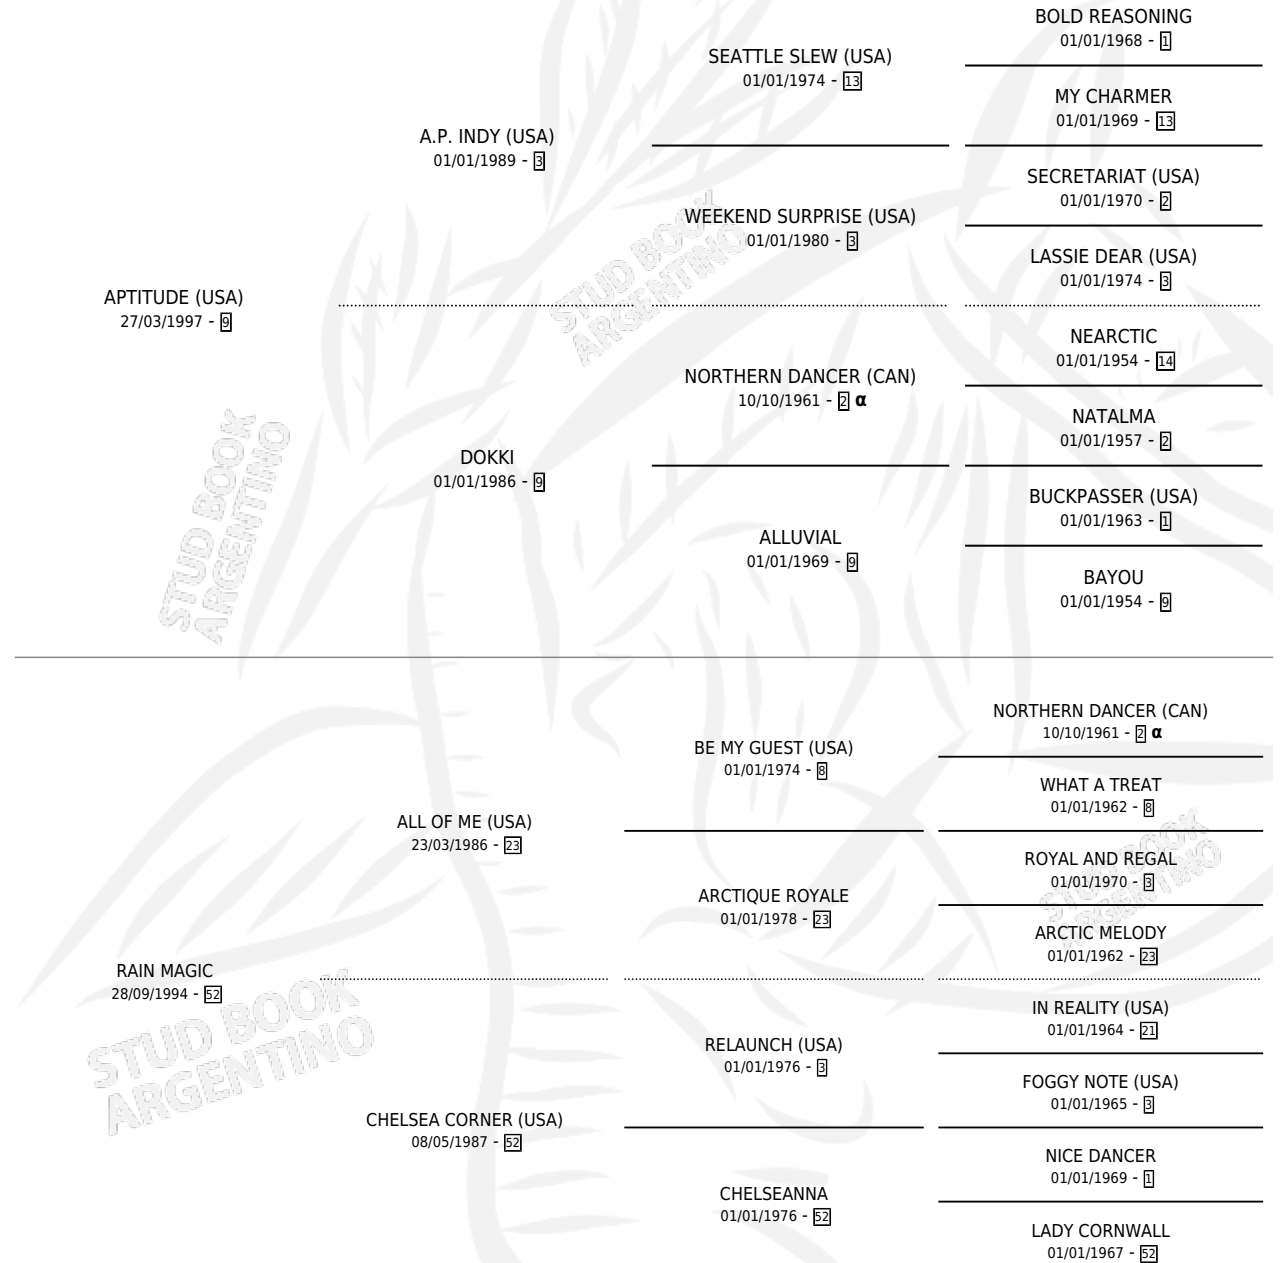 BOLD REASONING
01/01/1968 - 1
SEATTLE SLEW (USA)
01/01/1974 - 13
MY CHARMER
01/01/1969 - 13
A.P. INDY (USA)
01/01/1989 - 3
SECRETARIAT (USA)
01/01/1970 - 2
WEEKEND SURPRISE (USA)
01/01/1980 - 3
LASSIE DEAR (USA)
01/01/1974 - 3
STUD BOOK
ARGENTINO
APTITUDE (USA)
27/03/1997 - 9
NEARCTIC
01/01/1954 - 14
NORTHERN DANCER (CAN)
10/10/1961 - 2 α
NATALMA
01/01/1957 - 2
DOKKI
01/01/1986 - 9
BUCKPASSER (USA)
01/01/1963 - 1
ALLUVIAL
01/01/1969 - 9
BAYOU
01/01/1954 - 9
STUD BOOK
ARGENTINO
NORTHERN DANCER (CAN)
10/10/1961 - 2 α
BE MY GUEST (USA)
01/01/1974 - 8
WHAT A TREAT
01/01/1962 - 8
ALL OF ME (USA)
23/03/1986 - 23
ROYAL AND REGAL
01/01/1970 - 3
ARCTIQUE ROYALE
01/01/1978 - 23
ARCTIC MELODY
01/01/1962 - 23
STUD BOOK
ARGENTINO
RAIN MAGIC
28/09/1994 - 52
IN REALITY (USA)
01/01/1964 - 21
RELAUNCH (USA)
01/01/1976 - 3
FOGGY NOTE (USA)
01/01/1965 - 3
STUD BOOK
ARGENTINO
CHELSEA CORNER (USA)
08/05/1987 - 52
NICE DANCER
01/01/1969 - 1
CHELSEANNA
01/01/1976 - 52
LADY CORNWALL
01/01/1967 - 52